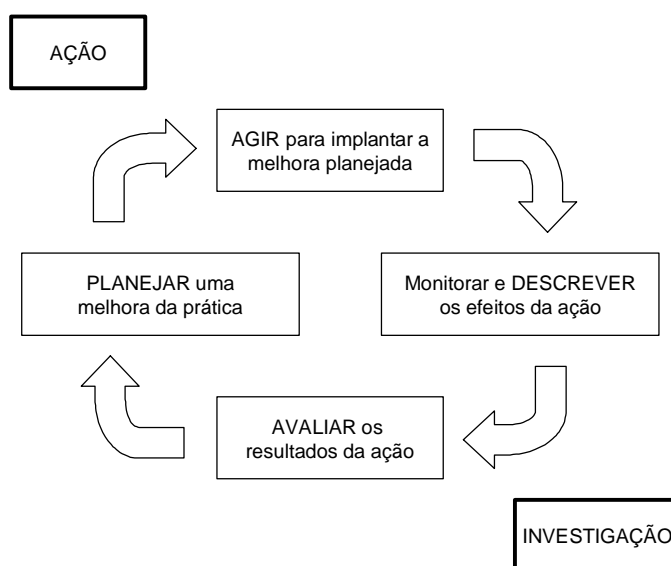 AÇÃO
AGIR para implantar a
melhora planejada
PLANEJAR uma
melhora da prática
Monitorar e DESCREVER
os efeitos da ação
AVALIAR os
resultados da ação
INVESTIGAÇÃO